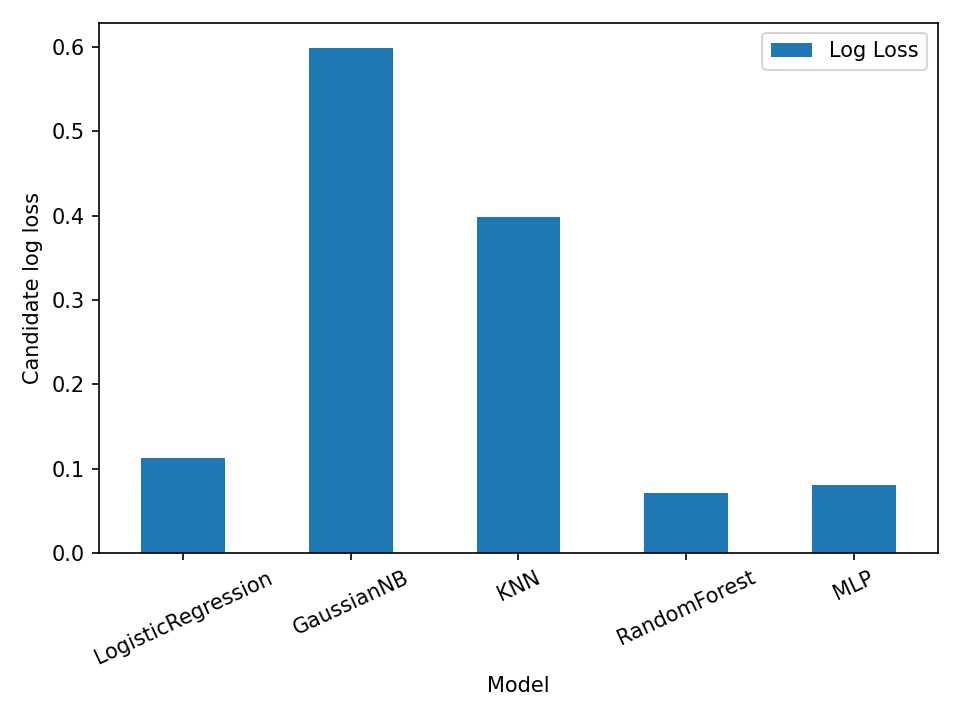 Log Loss
Candidate log loss
0.6
0.5
0.4
0.3
0.2
0.1
0.0
LogisticRegression
GaussianNB
KNN
RandomForest
MLP
Model